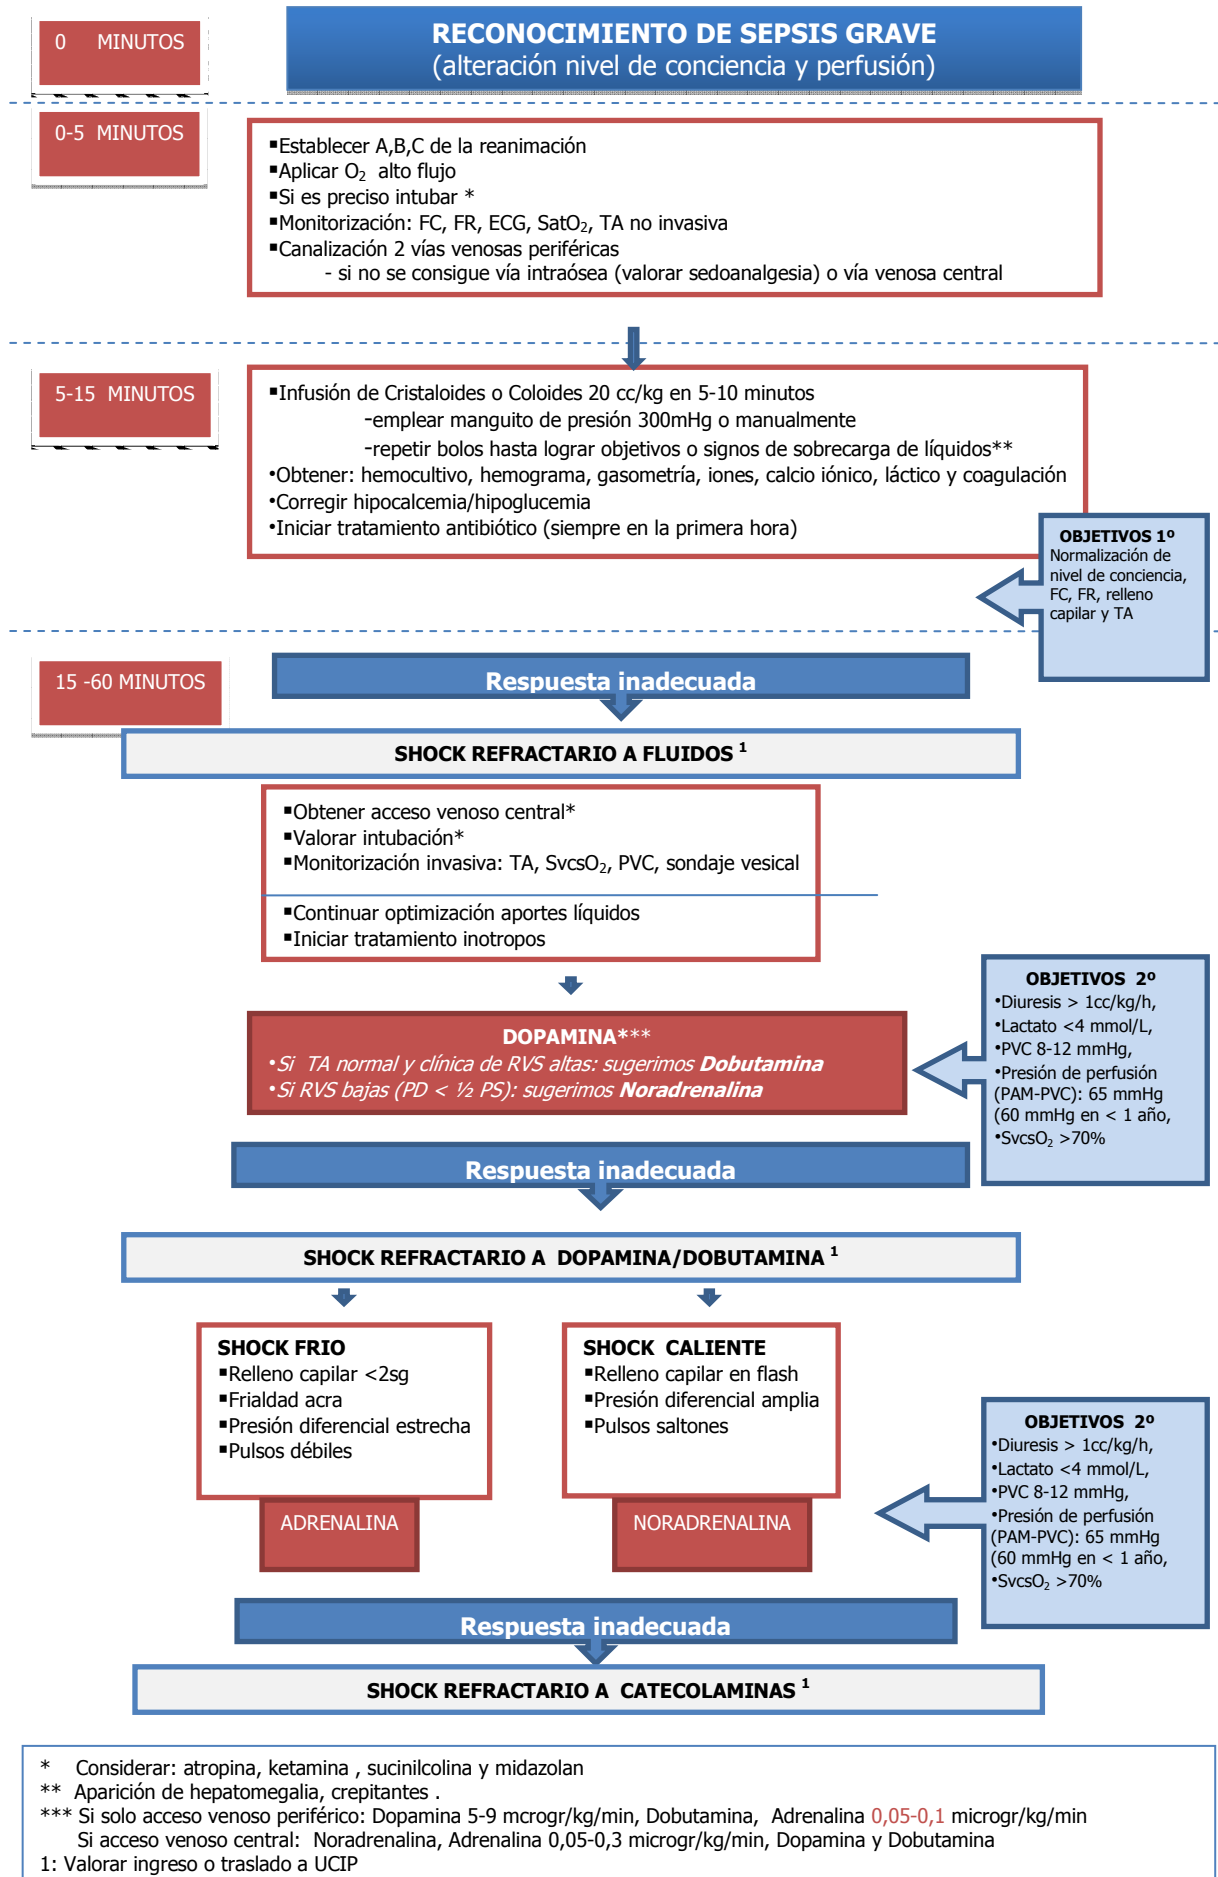 0 MINUTOS
RECONOCIMIENTO DE SEPSIS GRAVE
(alteración nivel de conciencia y perfusión)
0-5 MINUTOS
▪Establecer A,B,C de la reanimación
▪Aplicar O₂ alto flujo
▪Si es preciso intubar *
▪Monitorización: FC, FR, ECG, SatO₂, TA no invasiva
▪Canalización 2 vías venosas periféricas
- si no se consigue vía intraósea (valorar sedoanalgesia) o vía venosa central
5-15 MINUTOS
▪Infusión de Cristaloides o Coloides 20 cc/kg en 5-10 minutos
-emplear manguito de presión 300mHg o manualmente
-repetir bolos hasta lograr objetivos o signos de sobrecarga de líquidos**
•Obtener: hemocultivo, hemograma, gasometría, iones, calcio iónico, láctico y coagulación
•Corregir hipocalcemia/hipoglucemia
•Iniciar tratamiento antibiótico (siempre en la primera hora)
OBJETIVOS 1º
Normalización de
nivel de conciencia,
FC, FR, relleno
capilar y TA
15 -60 MINUTOS
Respuesta inadecuada
SHOCK REFRACTARIO A FLUIDOS ¹
▪Obtener acceso venoso central*
▪Valorar intubación*
▪Monitorización invasiva: TA, SvcsO₂, PVC, sondaje vesical
▪Continuar optimización aportes líquidos
▪Iniciar tratamiento inotropos
DOPAMINA***
•Si TA normal y clínica de RVS altas: sugerimos Dobutamina
•Si RVS bajas (PD < ½ PS): sugerimos Noradrenalina
OBJETIVOS 2º
•Diuresis > 1cc/kg/h,
•Lactato <4 mmol/L,
•PVC 8-12 mmHg,
•Presión de perfusión
(PAM-PVC): 65 mmHg
(60 mmHg en < 1 año,
•SvcsO₂ >70%
Respuesta inadecuada
SHOCK REFRACTARIO A DOPAMINA/DOBUTAMINA ¹
SHOCK FRIO
▪Relleno capilar <2sg
▪Frialdad acra
▪Presión diferencial estrecha
▪Pulsos débiles
ADRENALINA
SHOCK CALIENTE
▪Relleno capilar en flash
▪Presión diferencial amplia
▪Pulsos saltones
NORADRENALINA
OBJETIVOS 2º
•Diuresis > 1cc/kg/h,
•Lactato <4 mmol/L,
•PVC 8-12 mmHg,
•Presión de perfusión
(PAM-PVC): 65 mmHg
(60 mmHg en < 1 año,
•SvcsO₂ >70%
Respuesta inadecuada
SHOCK REFRACTARIO A CATECOLAMINAS ¹
* Considerar: atropina, ketamina , sucinilcolina y midazolan
** Aparición de hepatomegalia, crepitantes .
*** Si solo acceso venoso periférico: Dopamina 5-9 mcrogr/kg/min, Dobutamina, Adrenalina 0,05-0,1 microgr/kg/min
Si acceso venoso central: Noradrenalina, Adrenalina 0,05-0,3 microgr/kg/min, Dopamina y Dobutamina
1: Valorar ingreso o traslado a UCIP